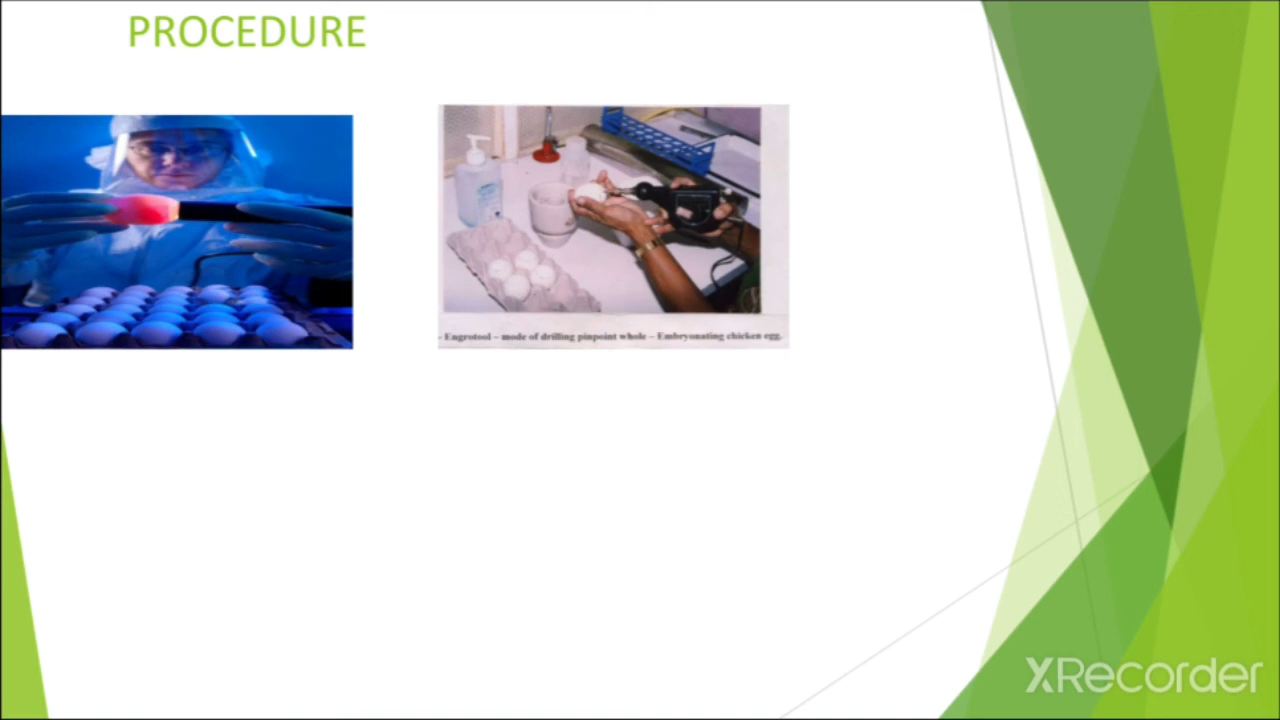 PROCEDURE
- Engrotool – mode of drilling pinpoint whole – Embryonating chicken egg.
XRecorder